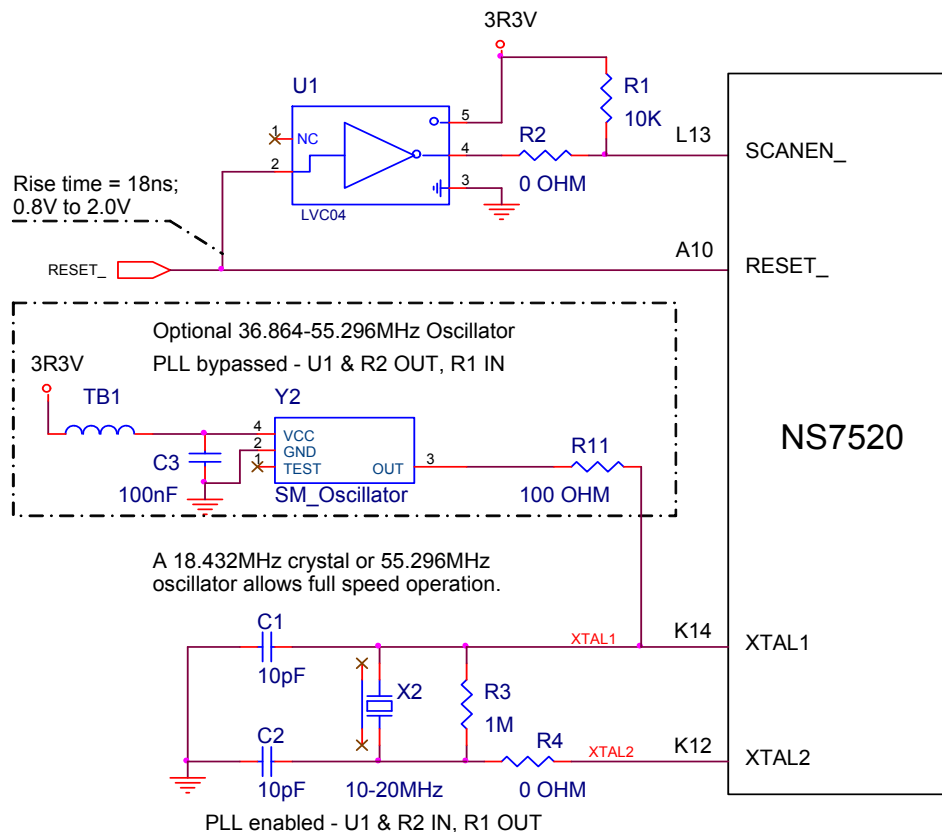 3R3V
U1
R1
10K
5
1
NC
R2
4
L13
SCANEN_
2
0 OHM
3
Rise time = 18ns;
0.8V to 2.0V
LVC04
A10
RESET_
RESET_
Optional 36.864-55.296MHz Oscillator
PLL bypassed - U1 & R2 OUT, R1 IN
3R3V
TB1
Y2
NS7520
4
VCC
2
GND
1
TEST
OUT
3
R11
C3
100nF
SM_Oscillator
100 OHM
A 18.432MHz crystal or 55.296MHz
oscillator allows full speed operation.
C1
XTAL1
K14
XTAL1
10pF
X2
R3
1M
C2
R4
XTAL2
K12
XTAL2
10pF
10-20MHz
0 OHM
PLL enabled - U1 & R2 IN, R1 OUT